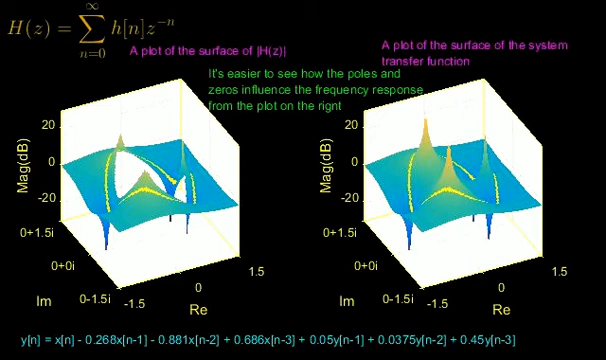 H(z) = ∞∑n=0 h[n]z⁻ⁿ
A plot of the surface of |H(z)|
A plot of the surface of the system
transfer function
It's easier to see how the poles and
zeros influence the frequency response
from the plot on the right
Mag(dB)
20
0
-20
0+1.5i
0+0i
0-1.5i
Im
-1.5
0
1.5
Re
Mag(dB)
20
0
-20
0+1.5i
0+0i
0-1.5i
Im
-1.5
0
1.5
Re
y[n] = x[n] - 0.268x[n-1] - 0.881x[n-2] + 0.686x[n-3] + 0.05y[n-1] + 0.0375y[n-2] + 0.45y[n-3]